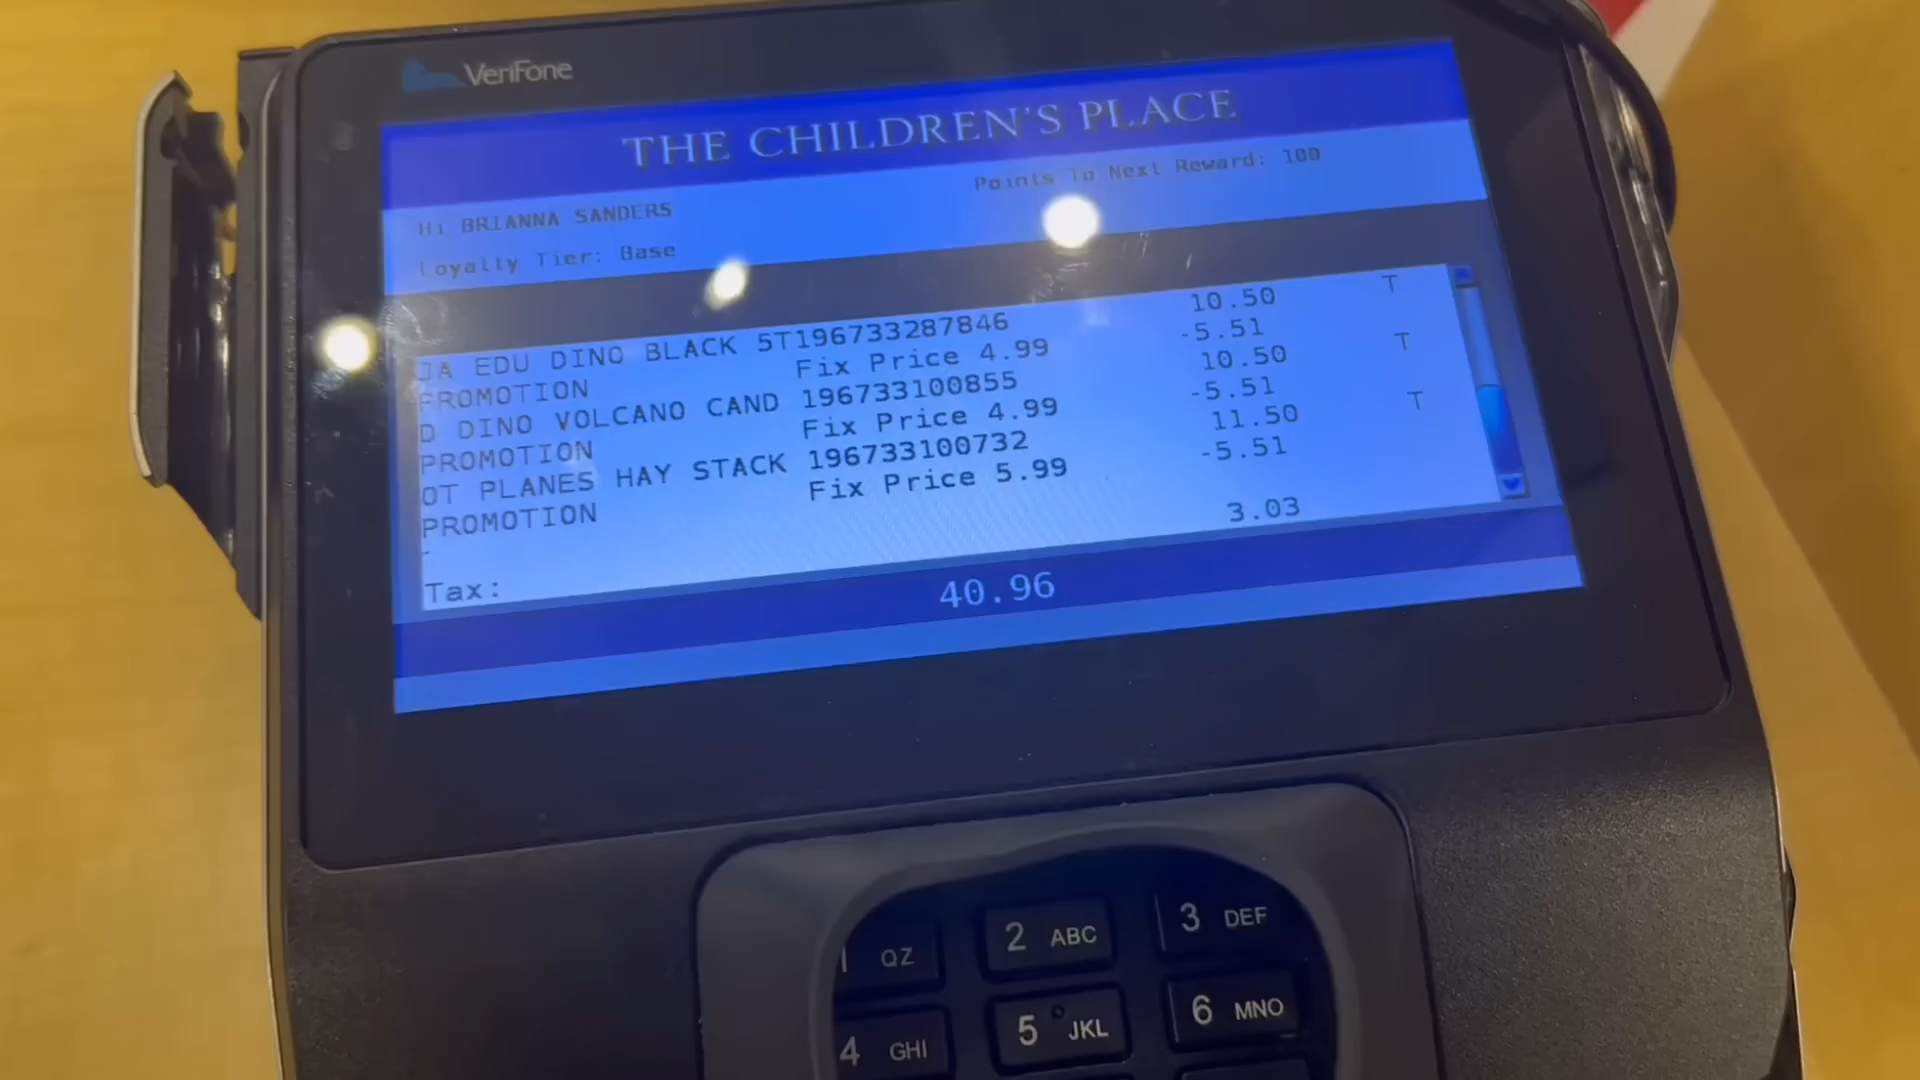 VeriFone
THE CHILDREN'S PLACE
Points To Next Reward: 100
Hi BRIANNA SANDERS
Loyalty Tier: Base
JA EDU DINO BLACK 5T196733287846 10.50 T
PROMOTION Fix Price 4.99 -5.51
D DINO VOLCANO CAND 196733100855 10.50 T
PROMOTION Fix Price 4.99 -5.51
OT PLANES HAY STACK 196733100732 11.50 T
PROMOTION Fix Price 5.99 -5.51
-
Tax: 3.03
40.96
1 QZ 2 ABC 3 DEF
4 GHI 5 JKL 6 MNO